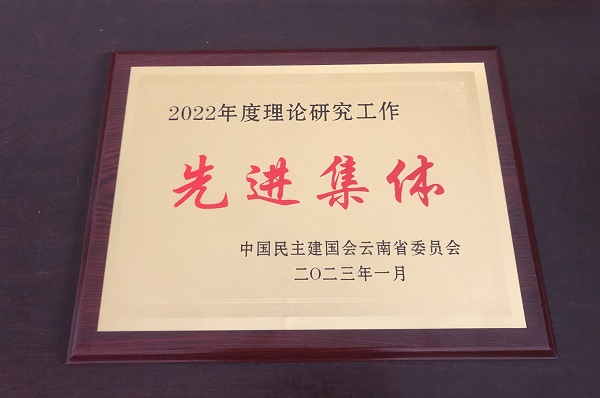 2022年度理论研究工作
先进集体
中国民主建国会云南省委员会
二〇二三年一月